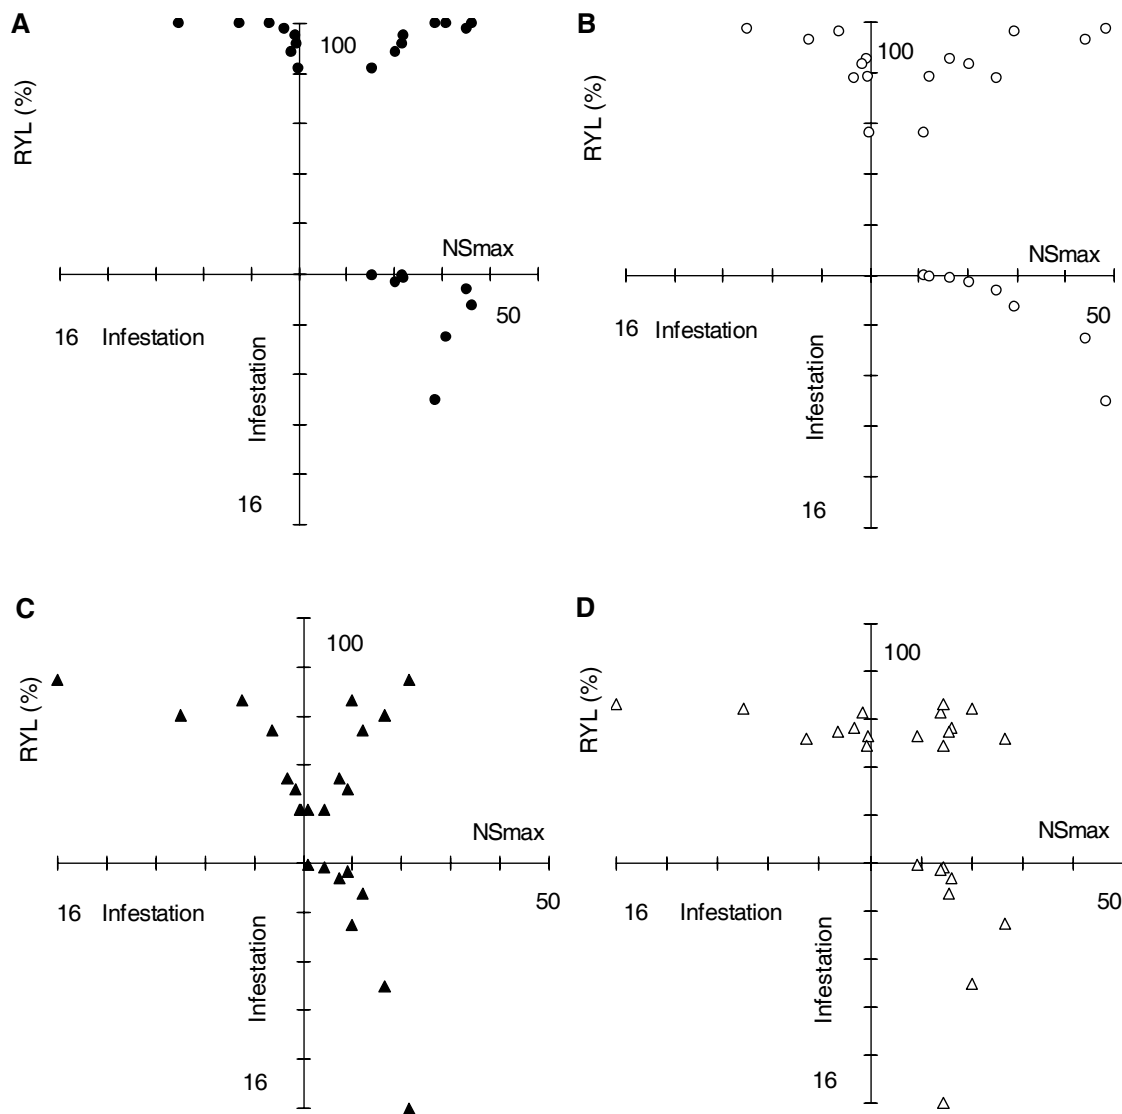 A
RYL (%)
100
NSmax
50
16 Infestation
Infestation
16
B
RYL (%)
100
NSmax
50
16 Infestation
Infestation
16
C
RYL (%)
100
NSmax
50
16 Infestation
Infestation
16
D
RYL (%)
100
NSmax
50
16 Infestation
Infestation
16